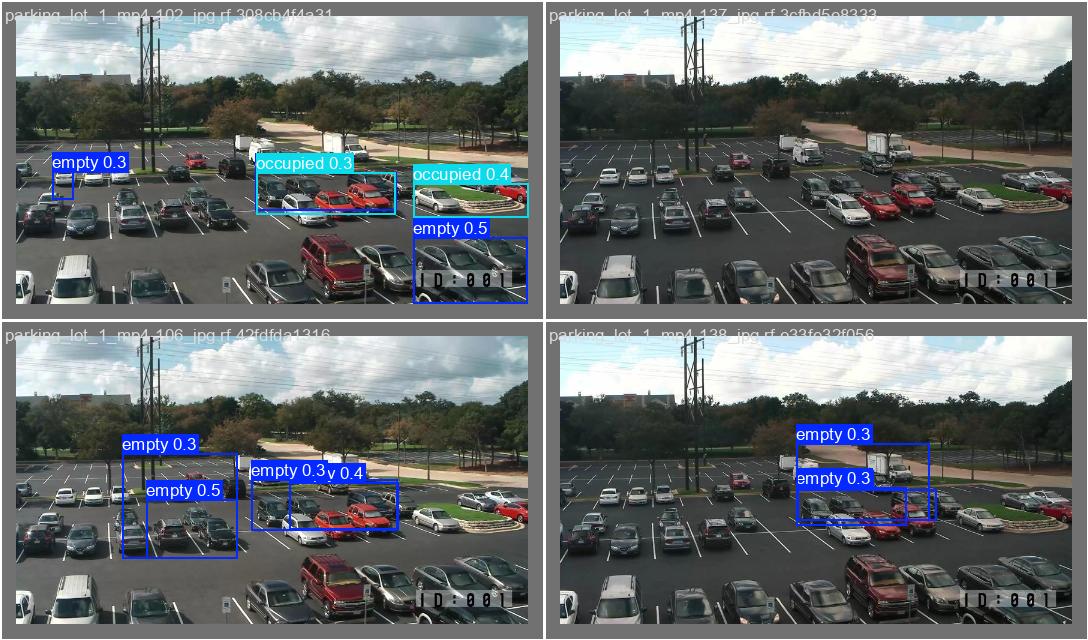 parking_lot_1_mp4-102_jpg.rf.308cb4f4a31
empty 0.3
occupied 0.3
occupied 0.4
empty 0.5
ID:001
parking_lot_1_mp4-137_jpg.rf.3cfbd5e8333
ID:001
parking_lot_1_mp4-106_jpg.rf.42fdfda1316
empty 0.3
empty 0.3
y 0.4
empty 0.5
ID:001
parking_lot_1_mp4-138_jpg.rf.e33fe32f056
empty 0.3
empty 0.3
ID:001